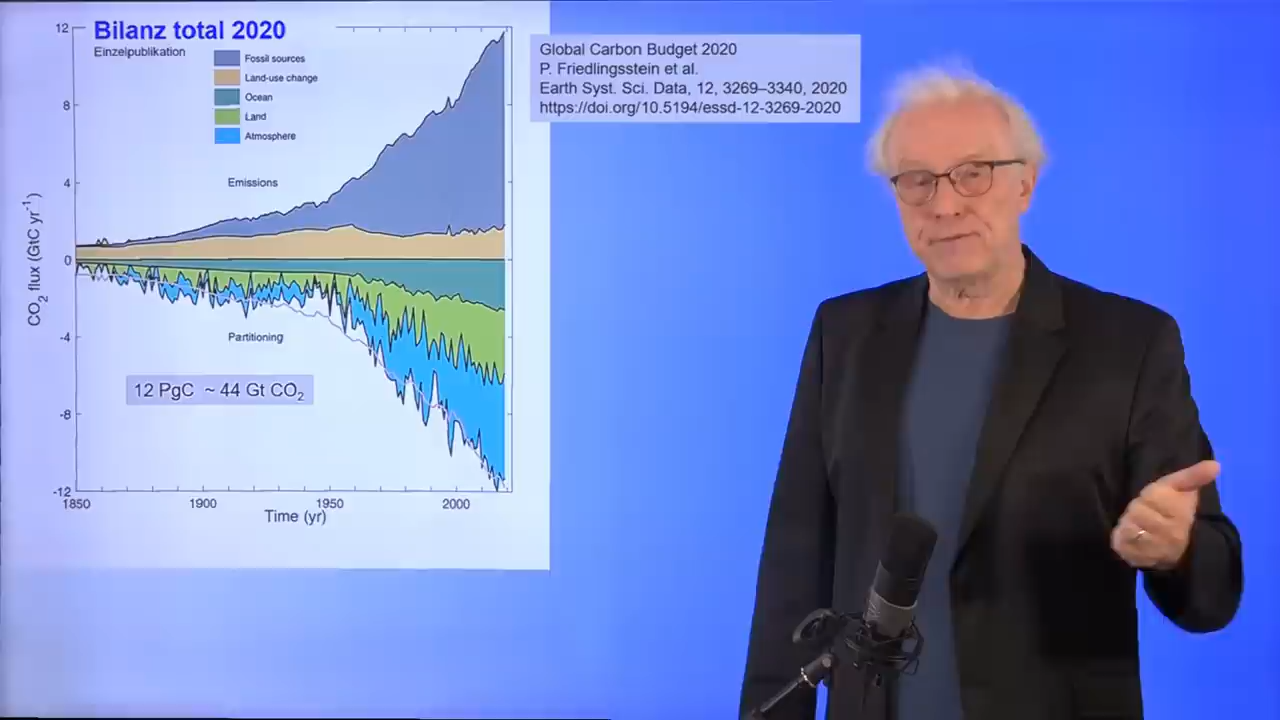 Bilanz total 2020
Einzelpublikation
Fossil sources
Land-use change
Ocean
Land
Atmosphere
Emissions
Partitioning
12 PgC ~ 44 Gt CO₂
CO₂ flux (GtC yr⁻¹)
12
8
4
0
-4
-8
-12
1850
1900
1950
2000
Time (yr)
Global Carbon Budget 2020
P. Friedlingsstein et al.
Earth Syst. Sci. Data, 12, 3269–3340, 2020
https://doi.org/10.5194/essd-12-3269-2020